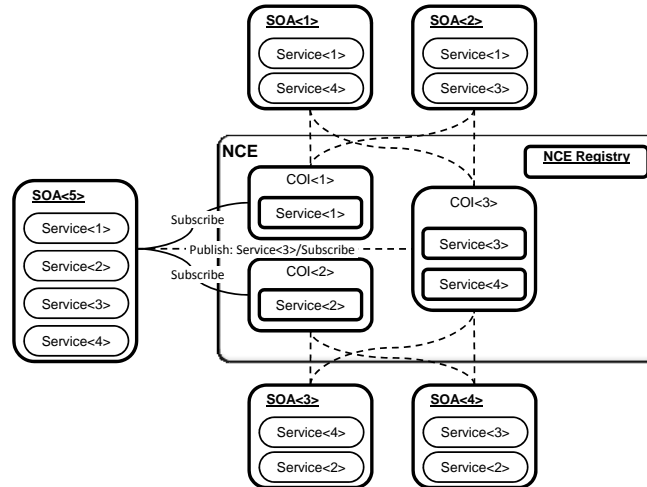 SOA<1>
Service<1>
Service<4>
SOA<2>
Service<1>
Service<3>
NCE
NCE Registry
COI<1>
Service<1>
COI<3>
Service<3>
Service<4>
SOA<5>
Service<1>
Service<2>
Service<3>
Service<4>
Subscribe
Publish: Service<3>/Subscribe
Subscribe
COI<2>
Service<2>
SOA<3>
Service<4>
Service<2>
SOA<4>
Service<3>
Service<2>